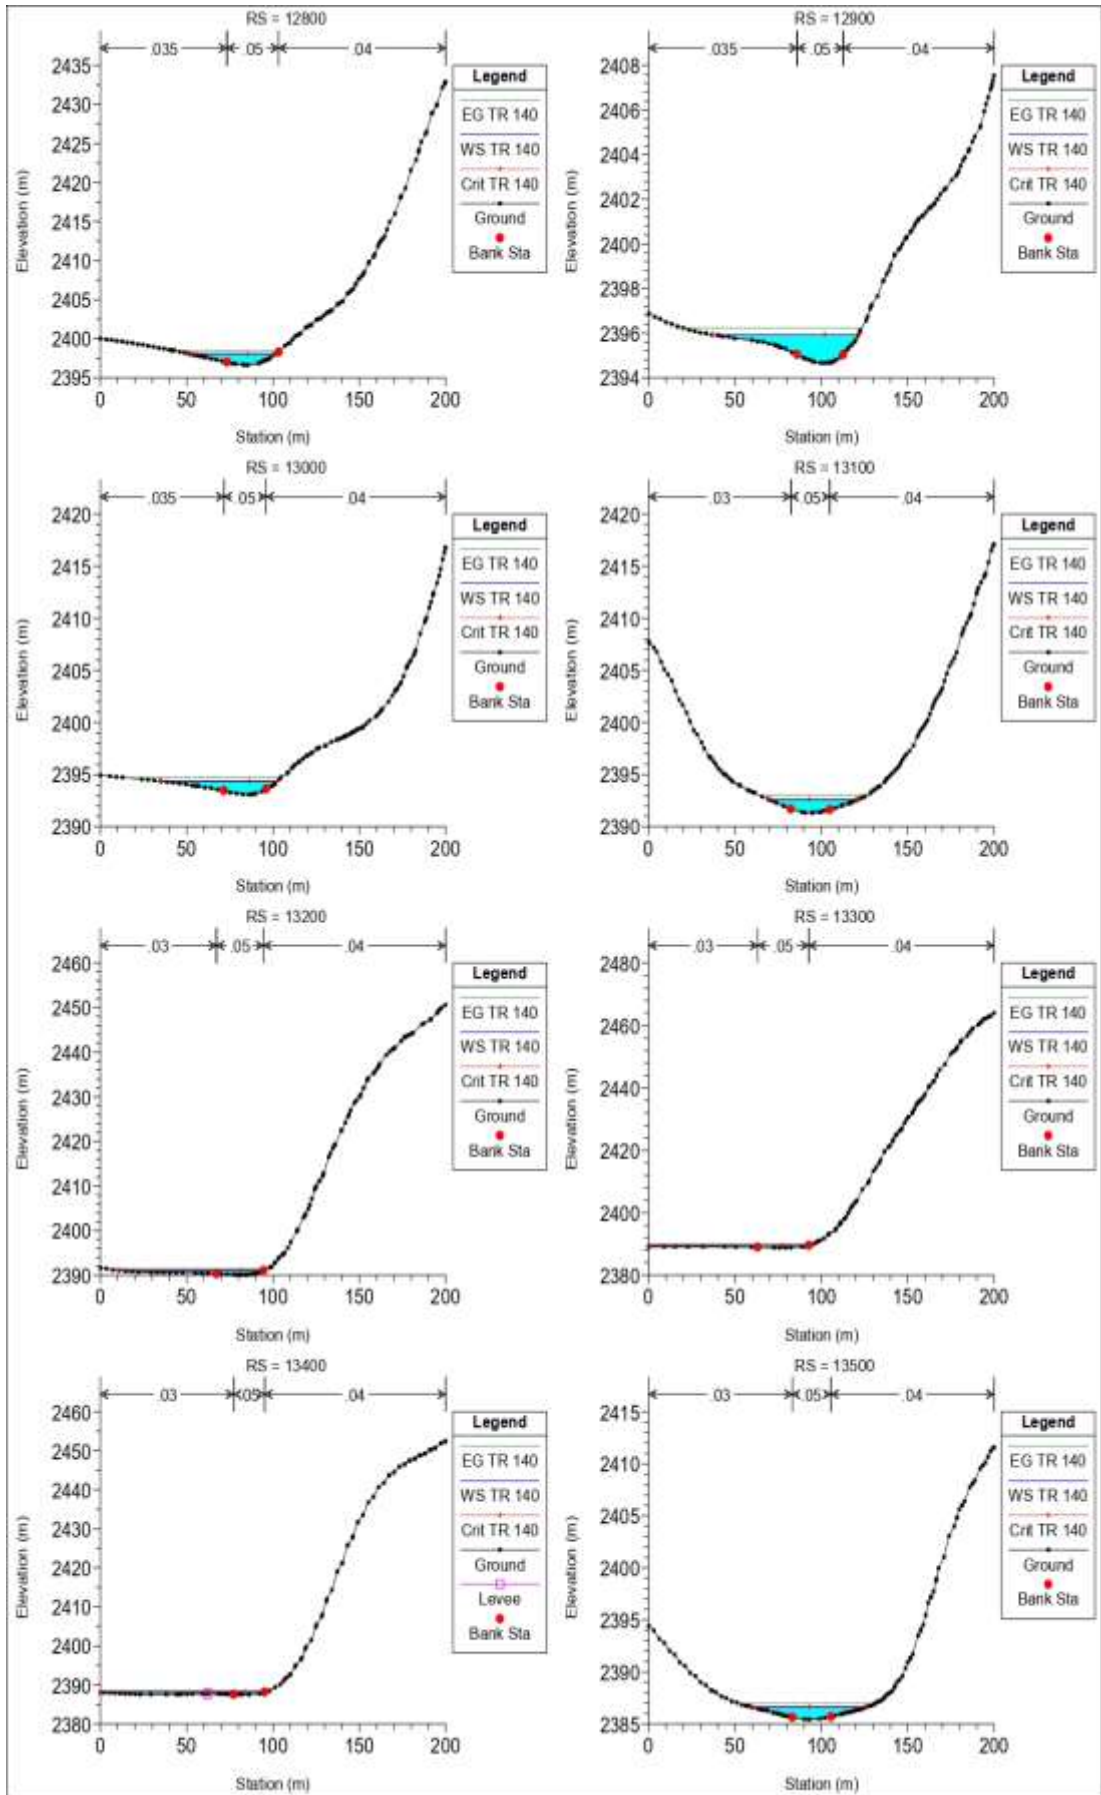 RS = 12800
.035 .05 .04
2435
2430
2425
2420
2415
2410
2405
2400
2395
Elevation (m)
0 50 100 150 200
Station (m)
Legend
EG TR 140
WS TR 140
Crit TR 140
Ground
Bank Sta
RS = 12900
.035 .05 .04
2408
2406
2404
2402
2400
2398
2396
2394
Elevation (m)
0 50 100 150 200
Station (m)
Legend
EG TR 140
WS TR 140
Crit TR 140
Ground
Bank Sta
RS = 13000
.035 .05 .04
2420
2415
2410
2405
2400
2395
2390
Elevation (m)
0 50 100 150 200
Station (m)
Legend
EG TR 140
WS TR 140
Crit TR 140
Ground
Bank Sta
RS = 13100
.03 .05 .04
2420
2415
2410
2405
2400
2395
2390
Elevation (m)
0 50 100 150 200
Station (m)
Legend
EG TR 140
WS TR 140
Crit TR 140
Ground
Bank Sta
RS = 13200
.03 .05 .04
2460
2450
2440
2430
2420
2410
2400
2390
Elevation (m)
0 50 100 150 200
Station (m)
Legend
EG TR 140
WS TR 140
Crit TR 140
Ground
Bank Sta
RS = 13300
.03 .05 .04
2480
2460
2440
2420
2400
2380
Elevation (m)
0 50 100 150 200
Station (m)
Legend
EG TR 140
WS TR 140
Crit TR 140
Ground
Bank Sta
RS = 13400
.03 .05 .04
2460
2450
2440
2430
2420
2410
2400
2390
2380
Elevation (m)
0 50 100 150 200
Station (m)
Legend
EG TR 140
WS TR 140
Crit TR 140
Ground
Levee
Bank Sta
RS = 13500
.03 .05 .04
2415
2410
2405
2400
2395
2390
2385
Elevation (m)
0 50 100 150 200
Station (m)
Legend
EG TR 140
WS TR 140
Crit TR 140
Ground
Bank Sta